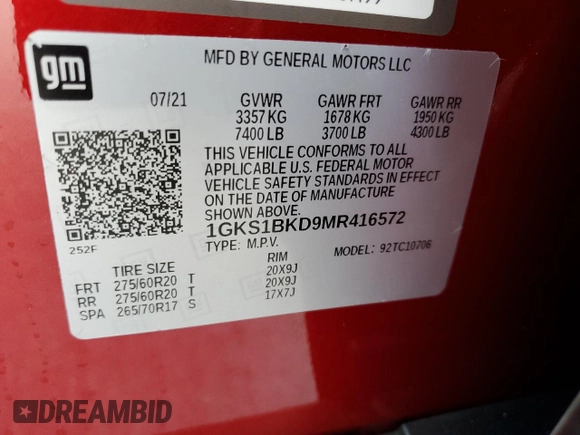 gm
MFD BY GENERAL MOTORS LLC
07/21 GVWR GAWR FRT GAWR RR
3357 KG 1678 KG 1950 KG
7400 LB 3700 LB 4300 LB
THIS VEHICLE CONFORMS TO ALL
APPLICABLE U.S. FEDERAL MOTOR
VEHICLE SAFETY STANDARDS IN EFFECT
ON THE DATE OF MANUFACTURE
SHOWN ABOVE.
252F
1GKS1BKD9MR416572
TYPE: M.P.V. MODEL: 92TC10706
TIRE SIZE RIM
FRT 275/60R20 T 20X9J
RR 275/60R20 T 20X9J
SPA 265/70R17 S 17X7J
DREAMBID